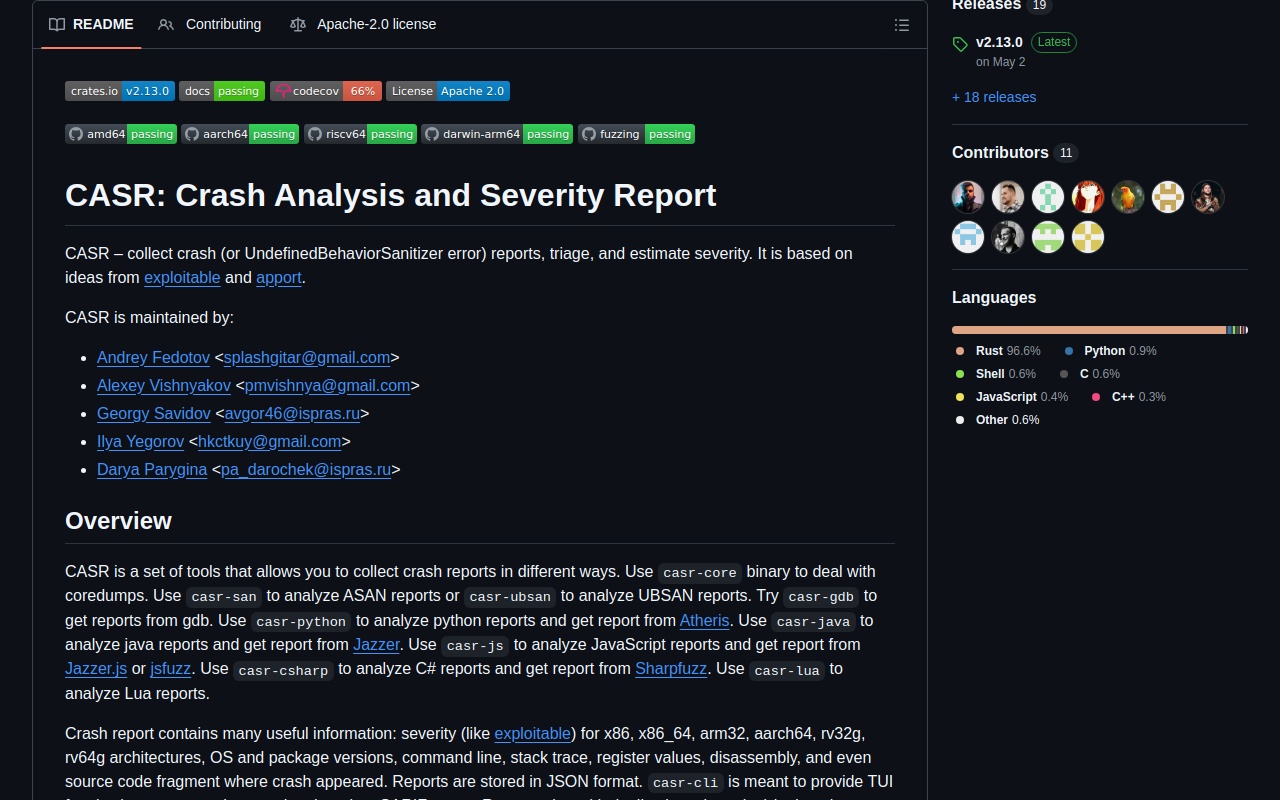 README
Contributing
Apache-2.0 license
crates.io v2.13.0 docs passing codecov 66% License Apache 2.0
amd64 passing aarch64 passing riscv64 passing darwin-arm64 passing fuzzing passing
CASR: Crash Analysis and Severity Report
CASR – collect crash (or UndefinedBehaviorSanitizer error) reports, triage, and estimate severity. It is based on
ideas from exploitable and apport.
CASR is maintained by:
Andrey Fedotov <splashgitar@gmail.com>
Alexey Vishnyakov <pmvishnya@gmail.com>
Georgy Savidov <avgor46@ispras.ru>
Ilya Yegorov <hkctkuy@gmail.com>
Darya Parygina <pa_darochek@ispras.ru>
Overview
CASR is a set of tools that allows you to collect crash reports in different ways. Use casr-core binary to deal with
coredumps. Use casr-san to analyze ASAN reports or casr-ubsan to analyze UBSAN reports. Try casr-gdb to
get reports from gdb. Use casr-python to analyze python reports and get report from Atheris. Use casr-java to
analyze java reports and get report from Jazzer. Use casr-js to analyze JavaScript reports and get report from
Jazzer.js or jsfuzz. Use casr-csharp to analyze C# reports and get report from Sharpfuzz. Use casr-lua to
analyze Lua reports.
Crash report contains many useful information: severity (like exploitable) for x86, x86_64, arm32, aarch64, rv32g,
rv64g architectures, OS and package versions, command line, stack trace, register values, disassembly, and even
source code fragment where crash appeared. Reports are stored in JSON format. casr-cli is meant to provide TUI
Releases 19
v2.13.0 Latest
on May 2
+ 18 releases
Contributors 11
Languages
Rust 96.6% Python 0.9%
Shell 0.6% C 0.6%
JavaScript 0.4% C++ 0.3%
Other 0.6%